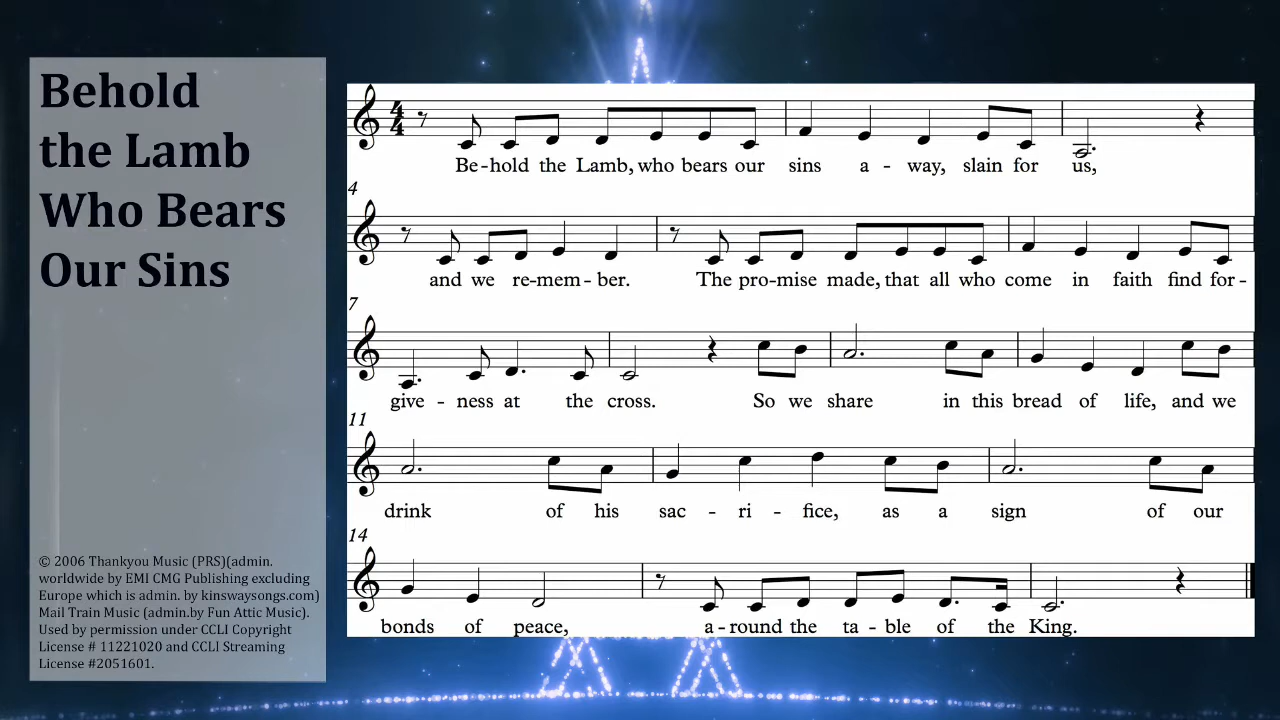 Behold
the Lamb
Who Bears
Our Sins
© 2006 Thankyou Music (PRS)(admin.
worldwide by EMI CMG Publishing excluding
Europe which is admin. by kinswaysongs.com)
Mail Train Music (admin.by Fun Attic Music).
Used by permission under CCLI Copyright
License # 11221020 and CCLI Streaming
License #2051601.
4
4
Be-hold the Lamb, who bears our sins a - way, slain for us,
4
and we re-mem - ber. The pro-mise made, that all who come in faith find for -
7
give - ness at the cross. So we share in this bread of life, and we
11
drink of his sac - ri - fice, as a sign of our
14
bonds of peace, a - round the ta - ble of the King.